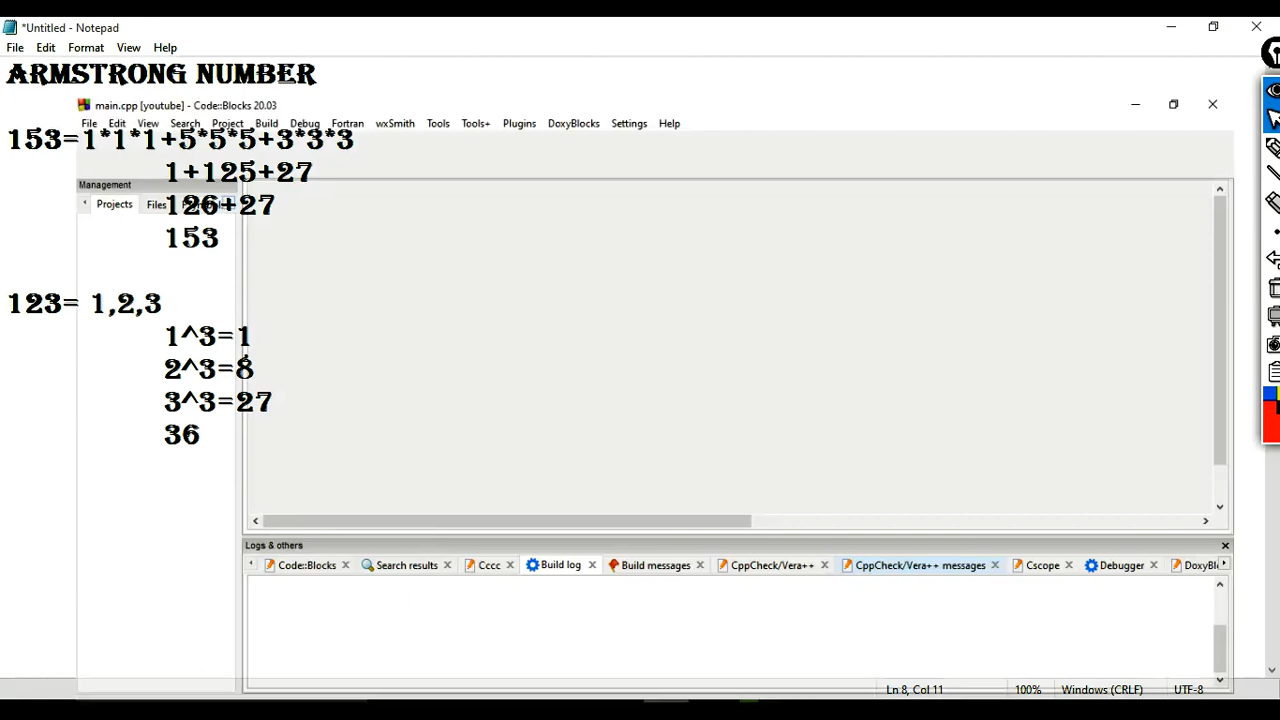 *Untitled - Notepad
File Edit Format View Help
ARMSTRONG NUMBER
main.cpp [youtube] - Code::Blocks 20.03
File Edit View Search Project Build Debug Fortran wxSmith Tools Tools+ Plugins DoxyBlocks Settings Help
153=1*1*1+5*5*5+3*3*3
1+125+27
Management
Projects Files
126+27
153
123= 1,2,3
1^3=1
2^3=8
3^3=27
36
Logs & others
Code::Blocks Search results Cccc Build log Build messages CppCheck/Vera++ CppCheck/Vera++ messages Cscope Debugger
Ln 8, Col 11 100% Windows (CRLF) UTF-8